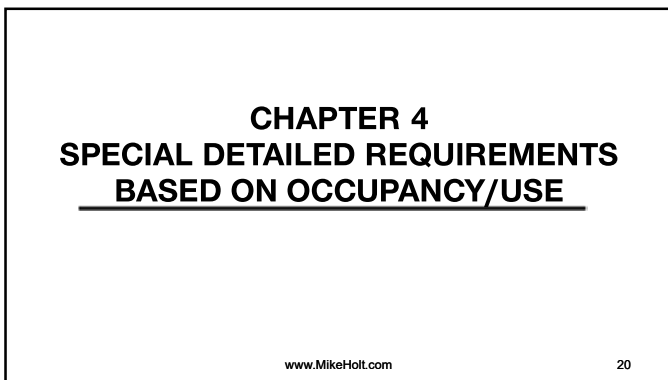 CHAPTER 4
SPECIAL DETAILED REQUIREMENTS
BASED ON OCCUPANCY/USE
www.MikeHolt.com 20